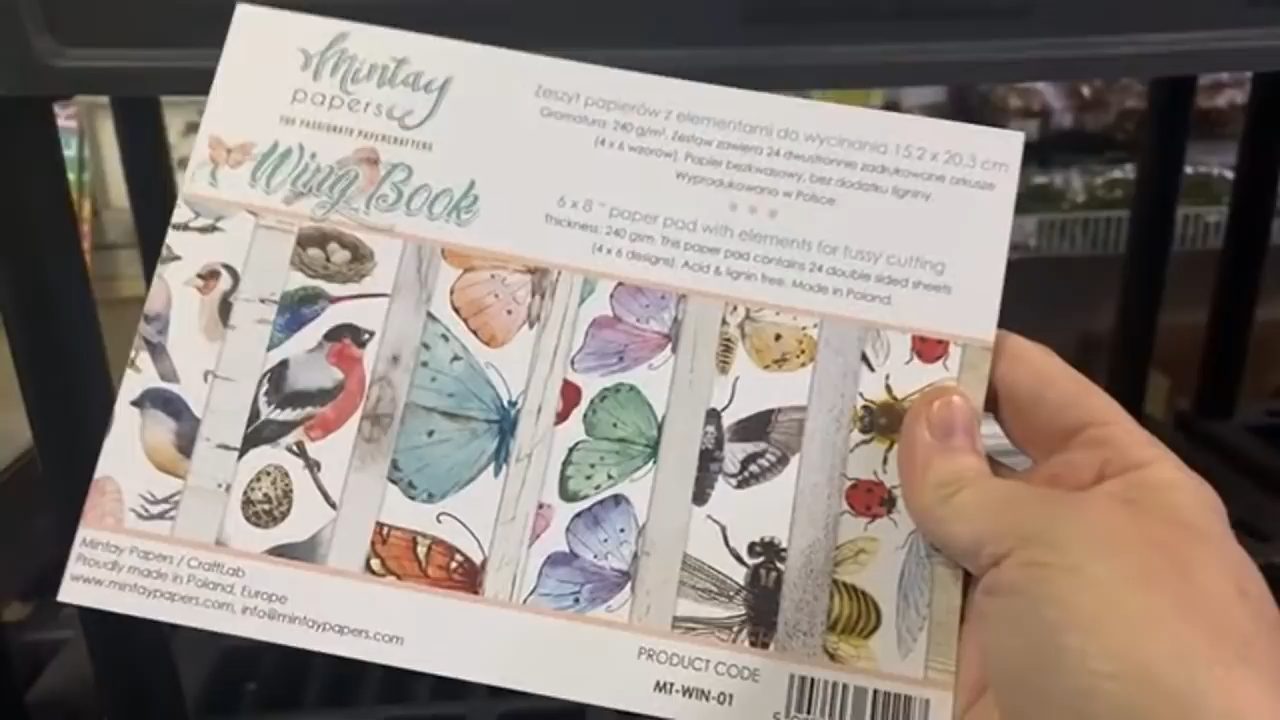 Mintay
papers
FOR PASSIONATE PAPERCRAFTERS
Wing Book
Zeszyt papierów z elementami do wycinania 15,2 x 20,3 cm
Gramatura: 240 g/m². Zestaw zawiera 24 dwustronnie zadrukowane arkusze
(4 x 6 wzorów). Papier bezkwasowy, bez dodatku ligniny.
Wyprodukowano w Polsce
6 x 8 " paper pad with elements for fussy cutting
Thickness: 240 gsm. This paper pad contains 24 double sided sheets
(4 x 6 designs). Acid & lignin free. Made in Poland.
Mintay Papers / CraftLab
Proudly made in Poland, Europe
www.mintaypapers.com, info@mintaypapers.com
PRODUCT CODE
MT-WIN-01